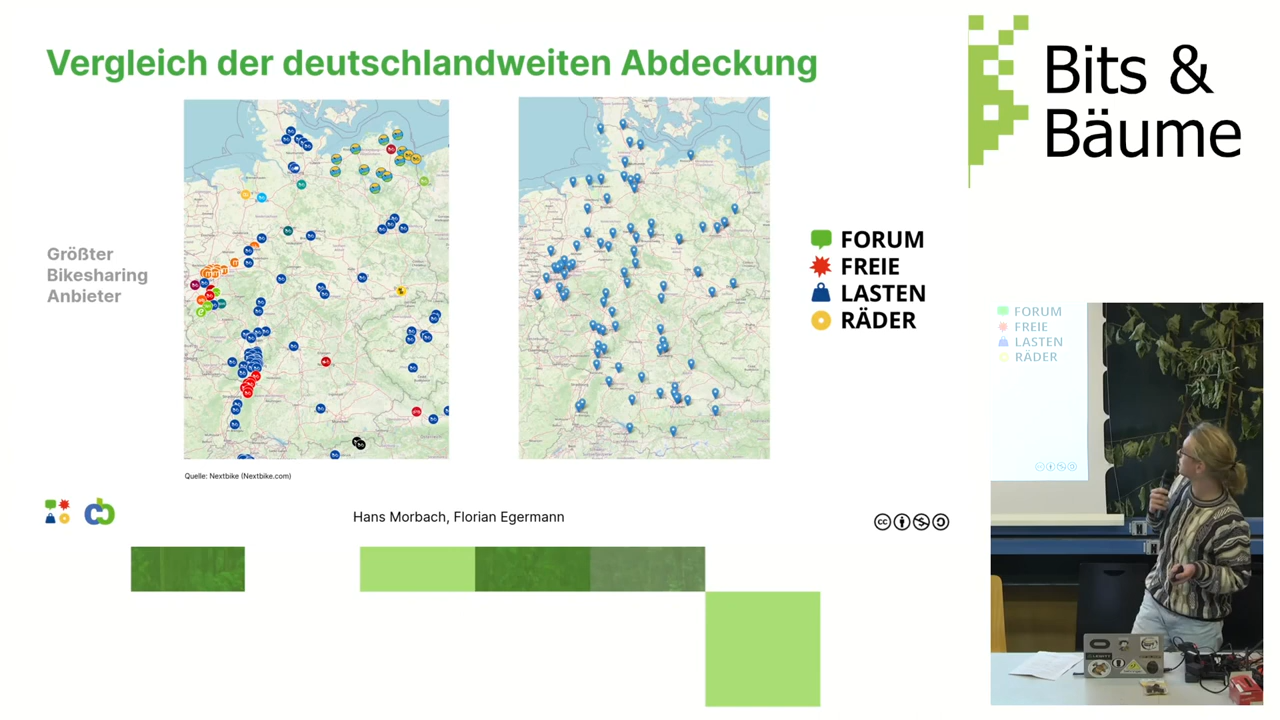 Vergleich der deutschlandweiten Abdeckung
Bits &
Bäume
Größter
Bikesharing
Anbieter
FORUM
FREIE
LASTEN
RÄDER
Quelle: Nextbike (Nextbike.com)
Hans Morbach, Florian Egermann
FORUM
FREIE
LASTEN
RÄDER